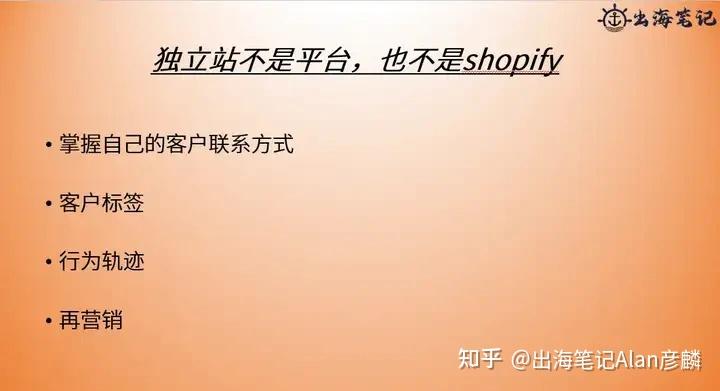 出海笔记
独立站不是平台，也不是shopify
• 掌握自己的客户联系方式
• 客户标签
• 行为轨迹
• 再营销
知乎 @出海笔记Alan彦麟